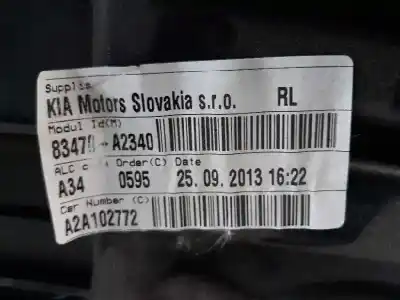 Supplie
KIA Motors Slovakia s.r.o. RL
Modul Id(M)
A2340
ALC c Order(C) Date Time
A34 0595 25. 09. 2013 16:22
Car Number (C)
A2A102772